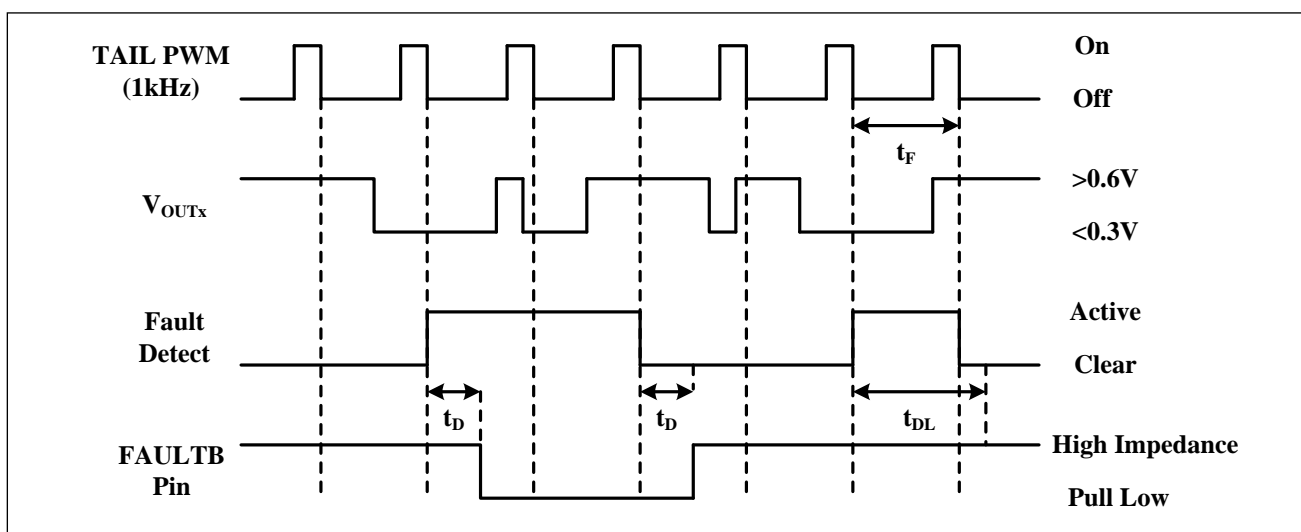 TAIL PWM
(1kHz)
On
Off
tF
VOUTx
>0.6V
<0.3V
Fault
Detect
Active
Clear
tD
tD
tDL
FAULTB
Pin
High Impedance
Pull Low